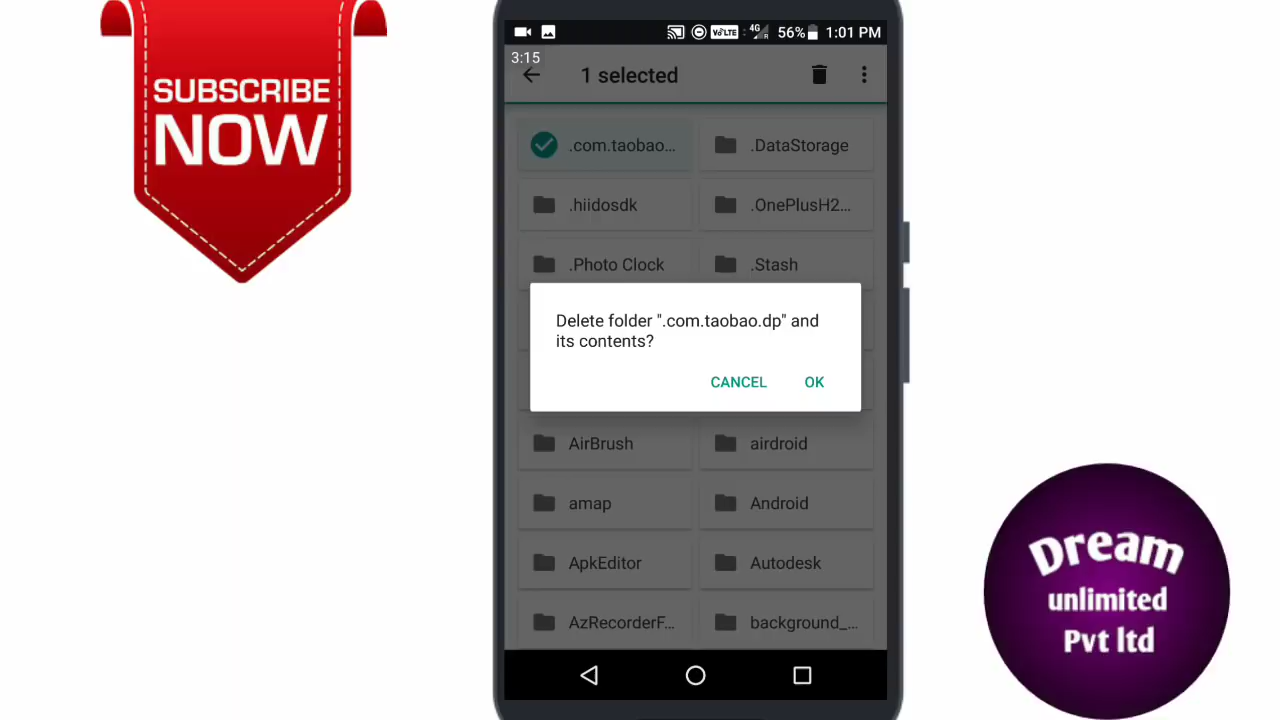 SUBSCRIBE
NOW
VoLTE 4G R 56% 1:01 PM
3:15
1 selected
.com.taobao... .DataStorage
.hiidosdk .OnePlusH2...
.Photo Clock .Stash
Delete folder ".com.taobao.dp" and
its contents?
CANCEL OK
AirBrush airdroid
amap Android
ApkEditor Autodesk
AzRecorderF... background_...
Dream
unlimited
Pvt ltd